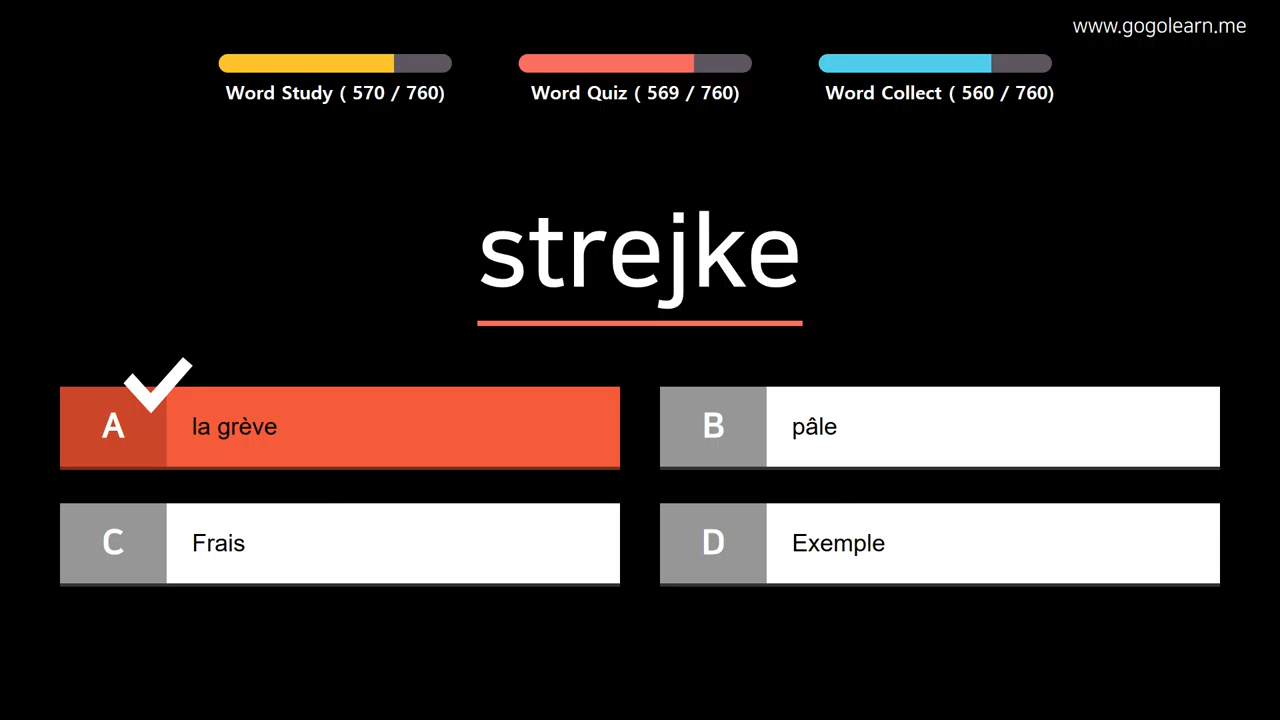 www.gogolearn.me
Word Study ( 570 / 760)
Word Quiz ( 569 / 760)
Word Collect ( 560 / 760)
strejke
A la grève
B pâle
C Frais
D Exemple